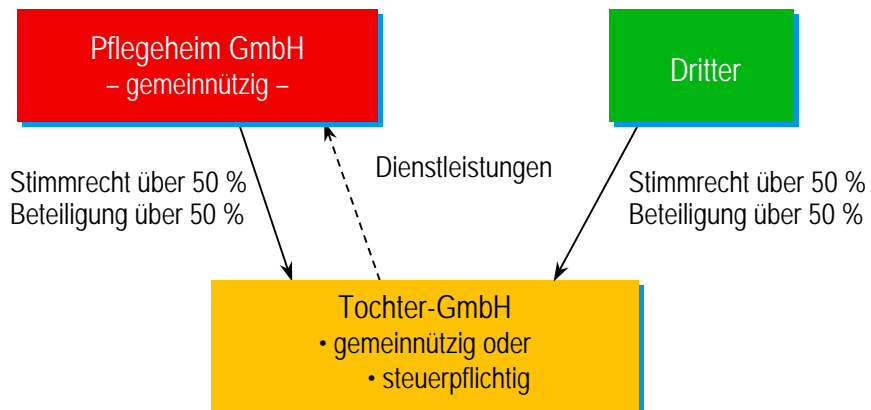 Pflegeheim GmbH
– gemeinnützig –
Dritter
Dienstleistungen
Stimmrecht über 50 %
Beteiligung über 50 %
Stimmrecht über 50 %
Beteiligung über 50 %
Tochter-GmbH
• gemeinnützig oder
• steuerpflichtig